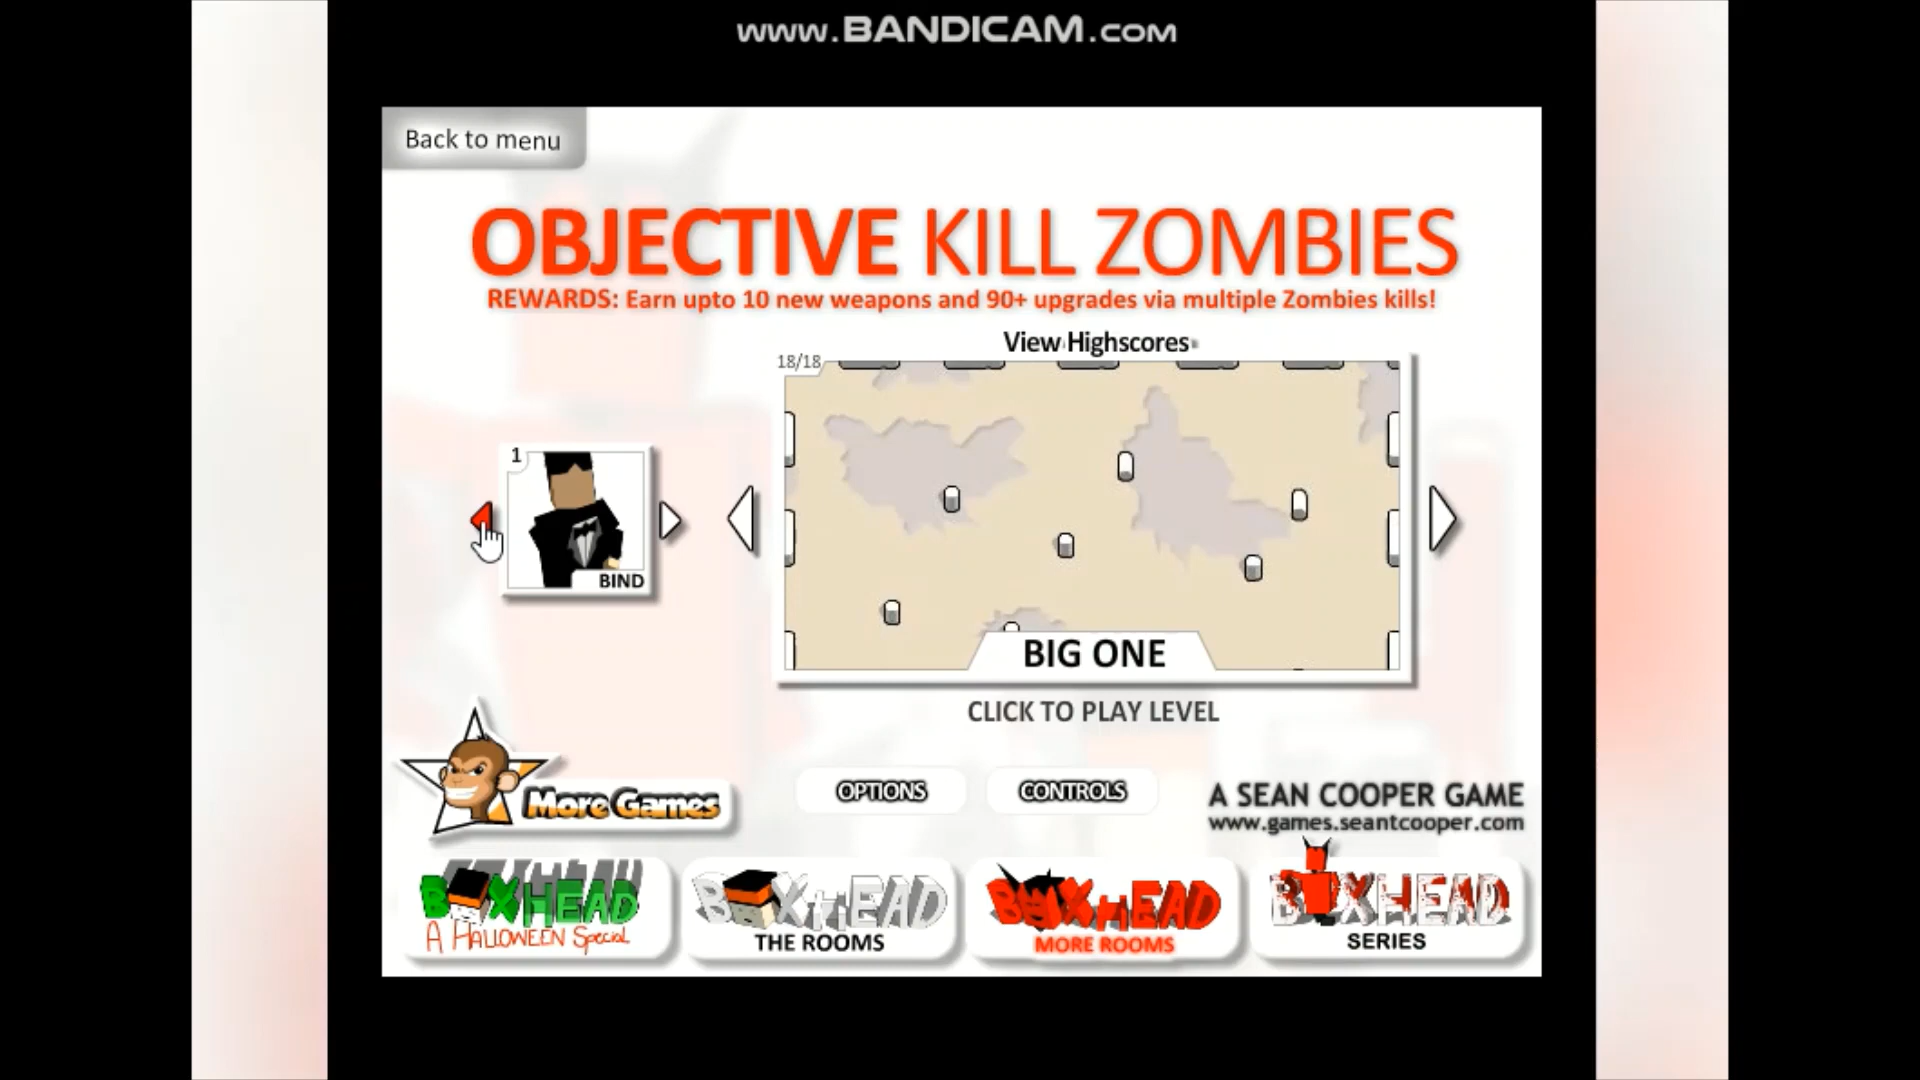 www.BANDICAM.COM
Back to menu
OBJECTIVE KILL ZOMBIES
REWARDS: Earn upto 10 new weapons and 90+ upgrades via multiple Zombies kills!
View Highscores
18/18
1
BIND
BIG ONE
CLICK TO PLAY LEVEL
More Games
OPTIONS
CONTROLS
A SEAN COOPER GAME
www.games.seantcooper.com
BOXHEAD
A HALLOWEEN Special
BOXHEAD
THE ROOMS
BOXHEAD
MORE ROOMS
BOXHEAD
SERIES